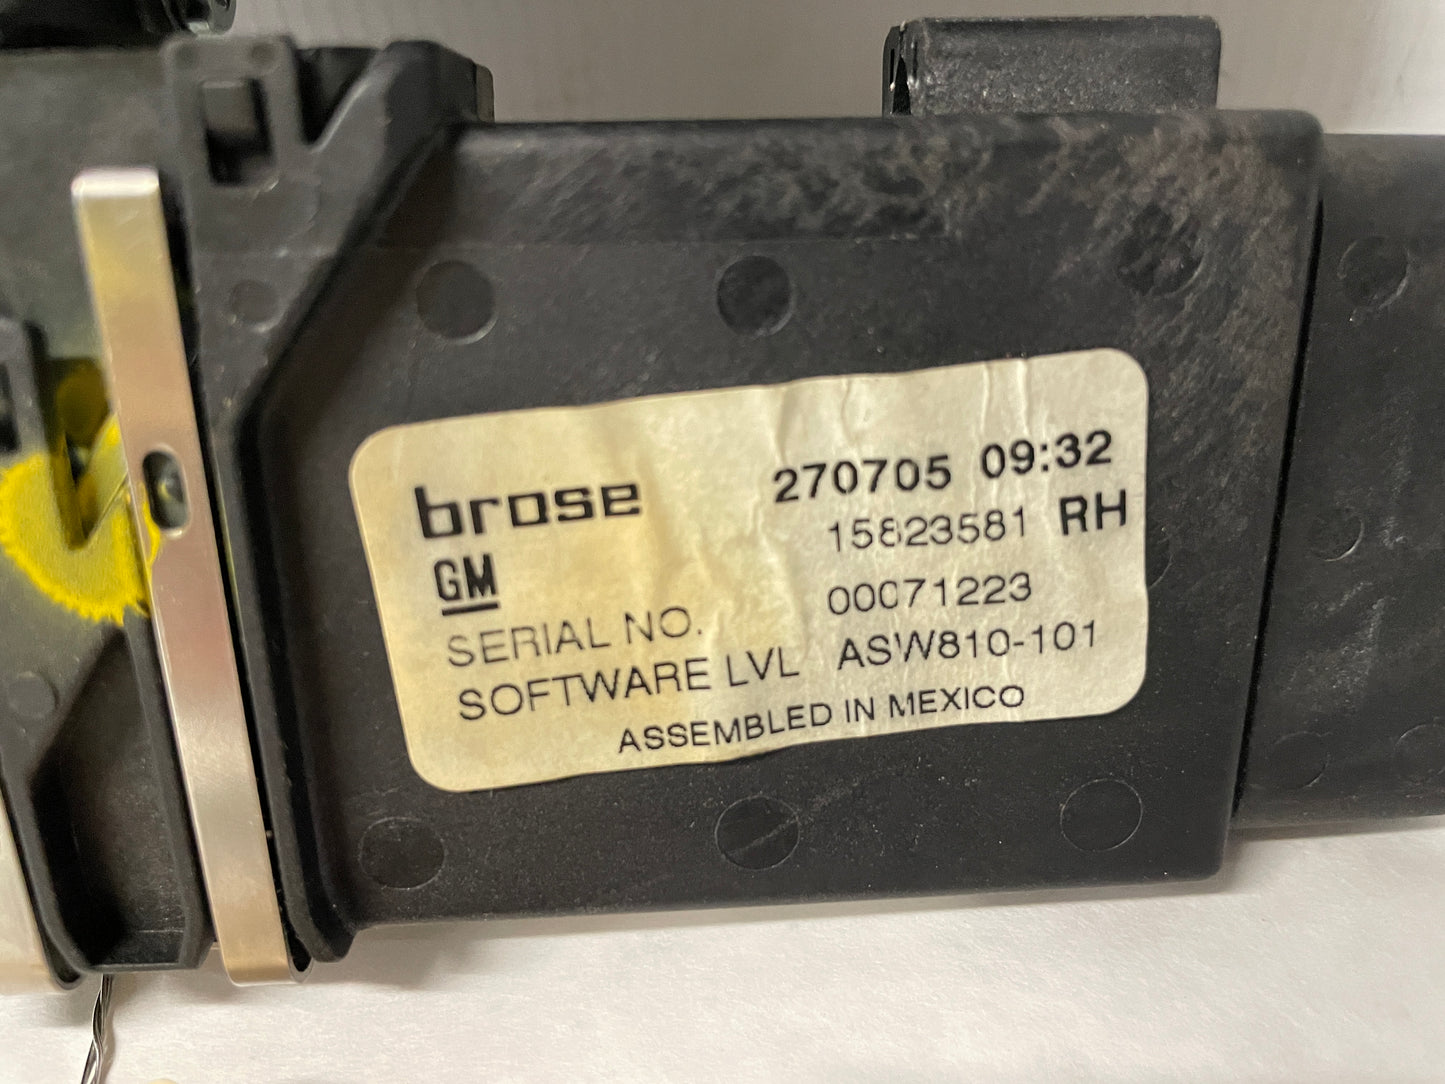 brose 270705 09:32
GM 15823581 RH
SERIAL NO. 00071223
SOFTWARE LVL ASW810-101
ASSEMBLED IN MEXICO